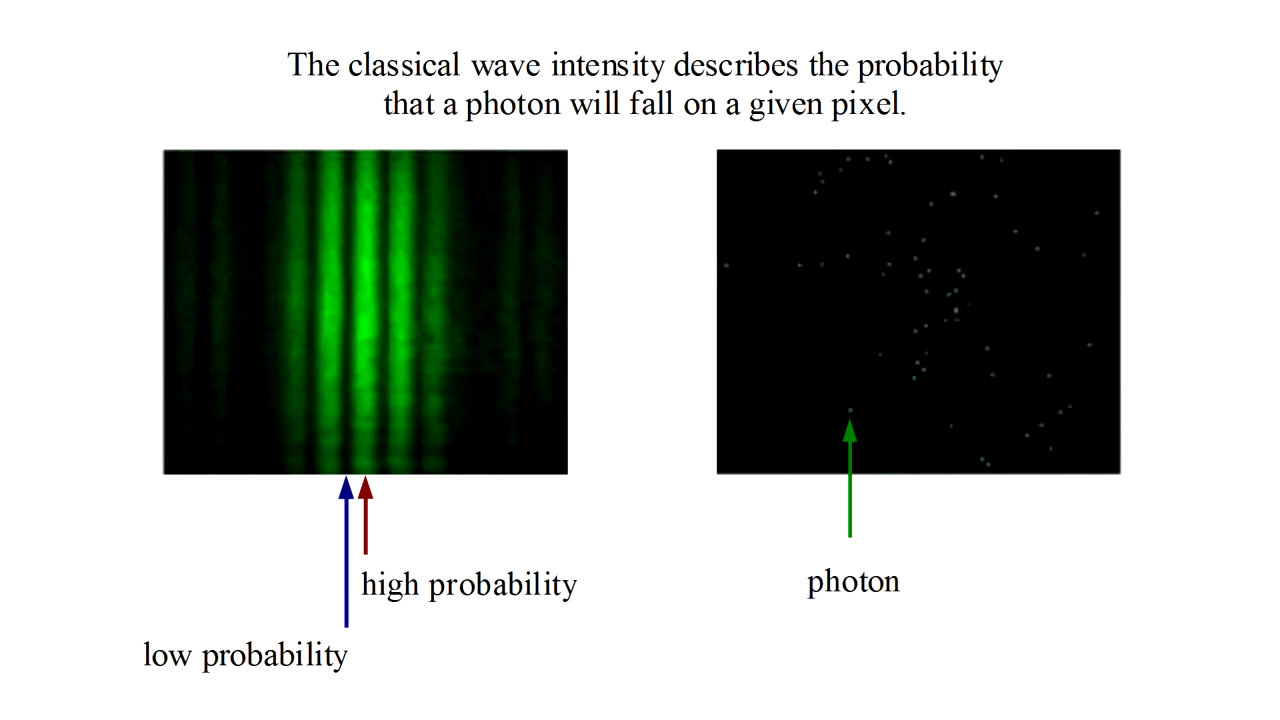 The classical wave intensity describes the probability
that a photon will fall on a given pixel.
high probability
photon
low probability